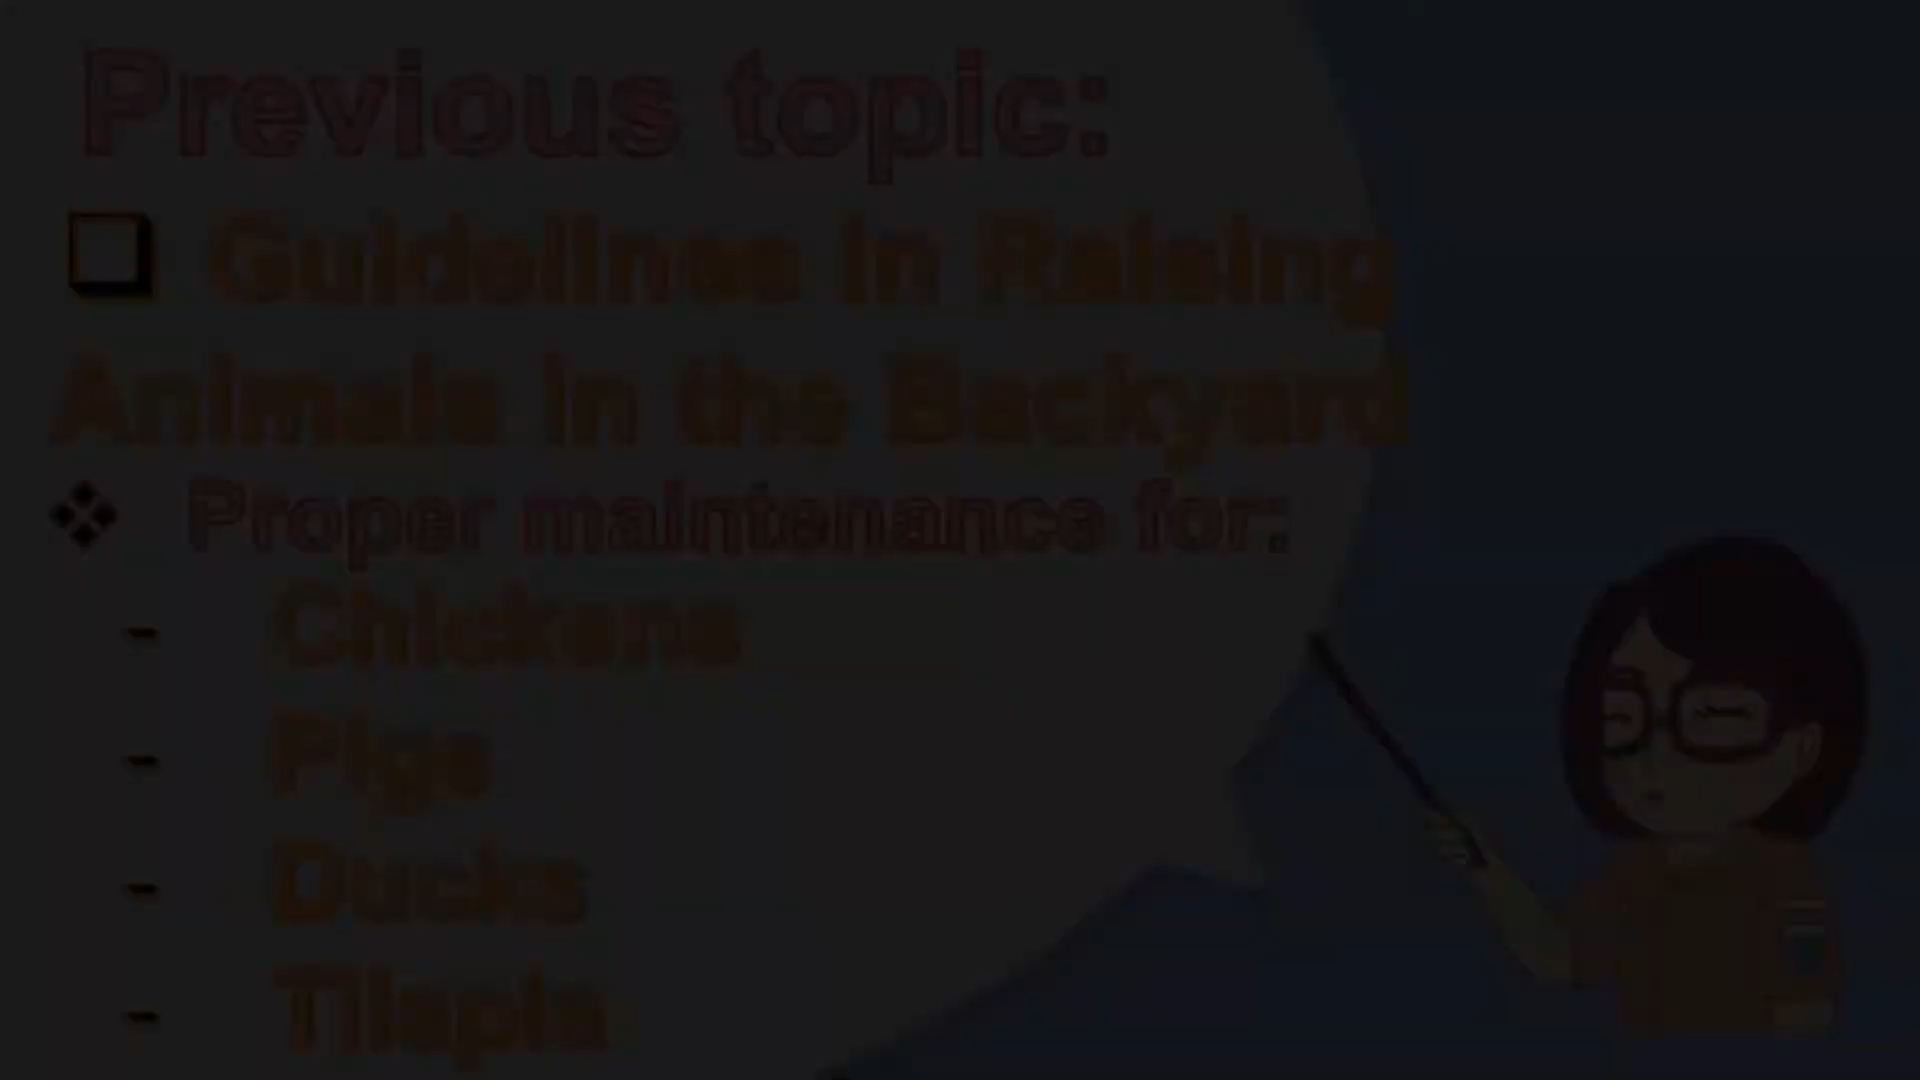 Previous topic:
❑ Guidelines in Raising
Animals in the Backyard
❖ Proper maintenance for:
- Chickens
- Pigs
- Ducks
- Tilapia